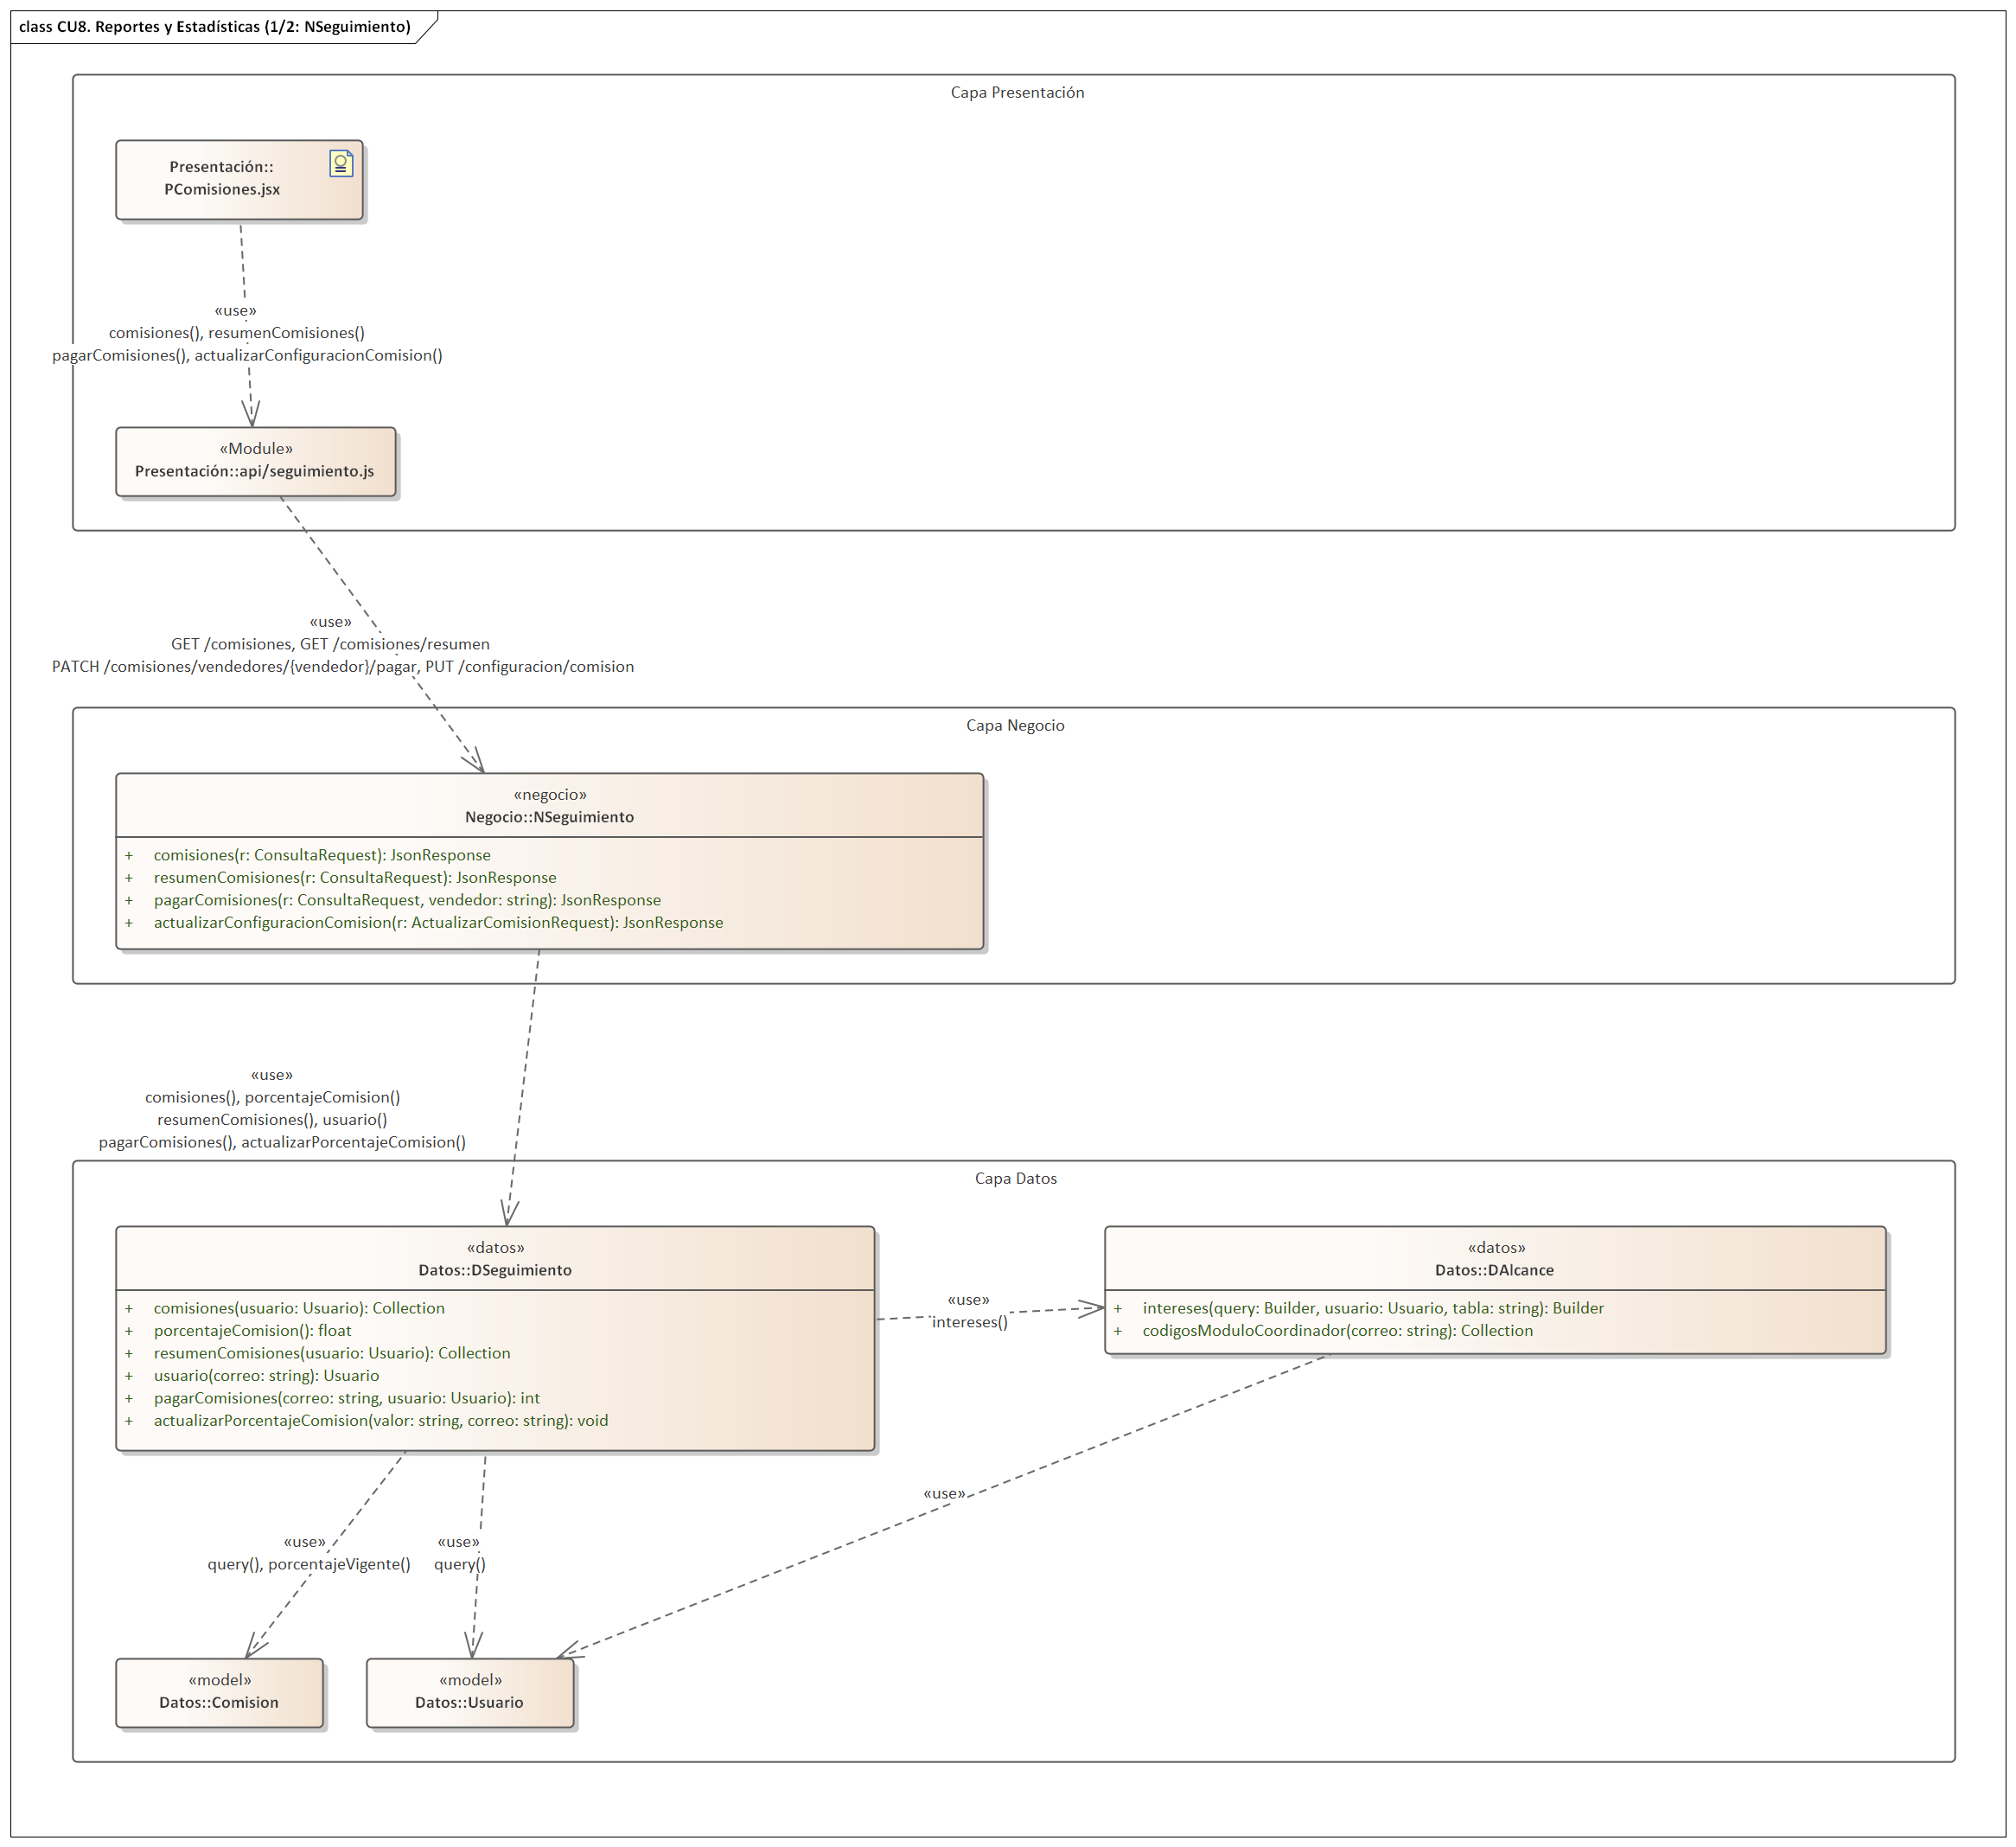 class CU8. Reportes y Estadísticas (1/2: NSeguimiento)
Capa Presentación
Presentación::
PComisiones.jsx
«use»
comisiones(), resumenComisiones()
pagarComisiones(), actualizarConfiguracionComision()
«Module»
Presentación::api/seguimiento.js
«use»
GET /comisiones, GET /comisiones/resumen
PATCH /comisiones/vendedores/{vendedor}/pagar, PUT /configuracion/comision
Capa Negocio
«negocio»
Negocio::NSeguimiento
+ comisiones(r: ConsultaRequest): JsonResponse
+ resumenComisiones(r: ConsultaRequest): JsonResponse
+ pagarComisiones(r: ConsultaRequest, vendedor: string): JsonResponse
+ actualizarConfiguracionComision(r: ActualizarComisionRequest): JsonResponse
«use»
comisiones(), porcentajeComision()
resumenComisiones(), usuario()
pagarComisiones(), actualizarPorcentajeComision()
Capa Datos
«datos»
Datos::DSeguimiento
+ comisiones(usuario: Usuario): Collection
+ porcentajeComision(): float
+ resumenComisiones(usuario: Usuario): Collection
+ usuario(correo: string): Usuario
+ pagarComisiones(correo: string, usuario: Usuario): int
+ actualizarPorcentajeComision(valor: string, correo: string): void
«use»
intereses()
«datos»
Datos::DAlcance
+ intereses(query: Builder, usuario: Usuario, tabla: string): Builder
+ codigosModuloCoordinador(correo: string): Collection
«use»
«use»
query(), porcentajeVigente()
«use»
query()
«model»
Datos::Comision
«model»
Datos::Usuario